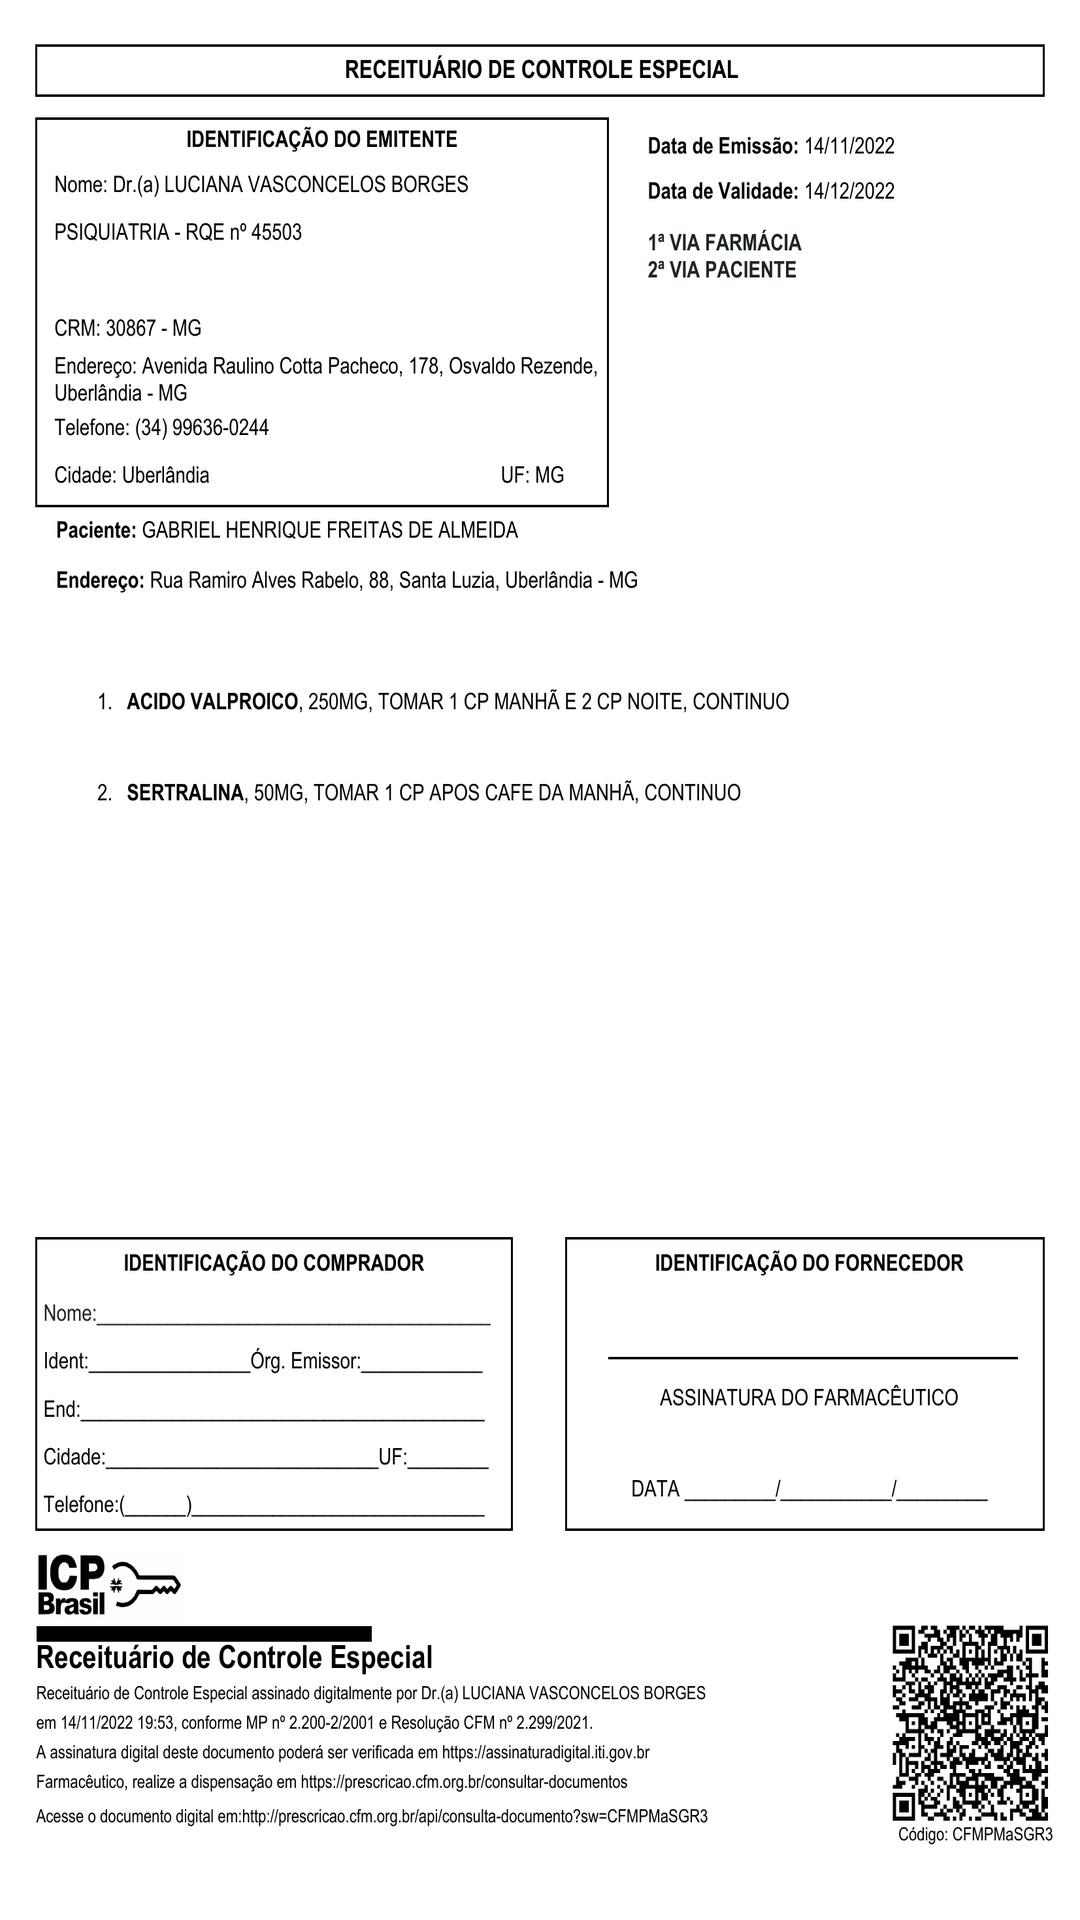 RECEITUÁRIO DE CONTROLE ESPECIAL
IDENTIFICAÇÃO DO EMITENTE
Nome: Dr.(a) LUCIANA VASCONCELOS BORGES
PSIQUIATRIA - RQE nº 45503
CRM: 30867 - MG
Endereço: Avenida Raulino Cotta Pacheco, 178, Osvaldo Rezende,
Uberlândia - MG
Telefone: (34) 99636-0244
Cidade: Uberlândia UF: MG
Data de Emissão: 14/11/2022
Data de Validade: 14/12/2022
1ª VIA FARMÁCIA
2ª VIA PACIENTE
Paciente: GABRIEL HENRIQUE FREITAS DE ALMEIDA
Endereço: Rua Ramiro Alves Rabelo, 88, Santa Luzia, Uberlândia - MG
1. ACIDO VALPROICO, 250MG, TOMAR 1 CP MANHÃ E 2 CP NOITE, CONTINUO
2. SERTRALINA, 50MG, TOMAR 1 CP APOS CAFE DA MANHÃ, CONTINUO
IDENTIFICAÇÃO DO COMPRADOR
Nome:_______________________________________
Ident:________________Órg. Emissor:____________
End:________________________________________
Cidade:___________________________UF:________
Telefone:(______)_____________________________
IDENTIFICAÇÃO DO FORNECEDOR
ASSINATURA DO FARMACÊUTICO
DATA _________/___________/_________
ICP
Brasil
Receituário de Controle Especial
Receituário de Controle Especial assinado digitalmente por Dr.(a) LUCIANA VASCONCELOS BORGES
em 14/11/2022 19:53, conforme MP nº 2.200-2/2001 e Resolução CFM nº 2.299/2021.
A assinatura digital deste documento poderá ser verificada em https://assinaturadigital.iti.gov.br
Farmacêutico, realize a dispensação em https://prescricao.cfm.org.br/consultar-documentos
Acesse o documento digital em:http://prescricao.cfm.org.br/api/consulta-documento?sw=CFMPMaSGR3
Código: CFMPMaSGR3